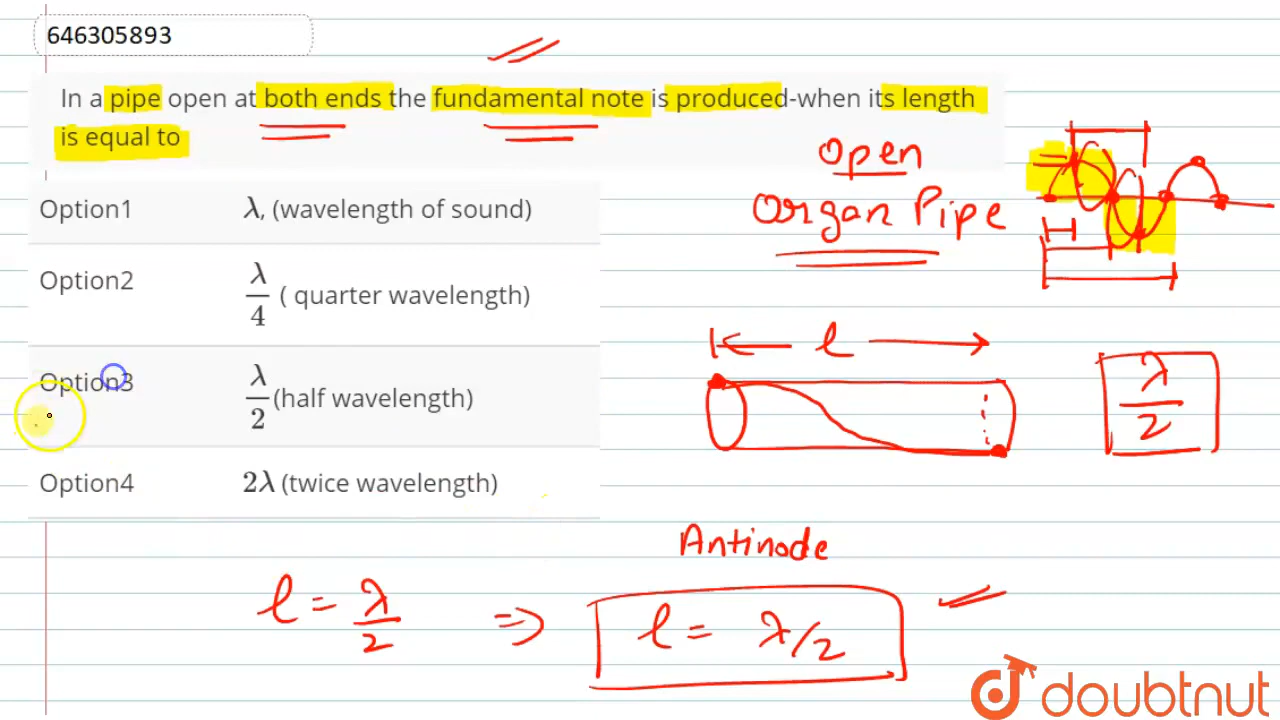 646305893
In a pipe open at both ends the fundamental note is produced-when its length
is equal to
Option1 λ, (wavelength of sound)
Option2 λ/4 ( quarter wavelength)
Option3 λ/2 (half wavelength)
Option4 2λ (twice wavelength)
Open
Organ Pipe
l
λ/2
Antinode
l = λ/2 ⇒ l = λ/2
doubtnut